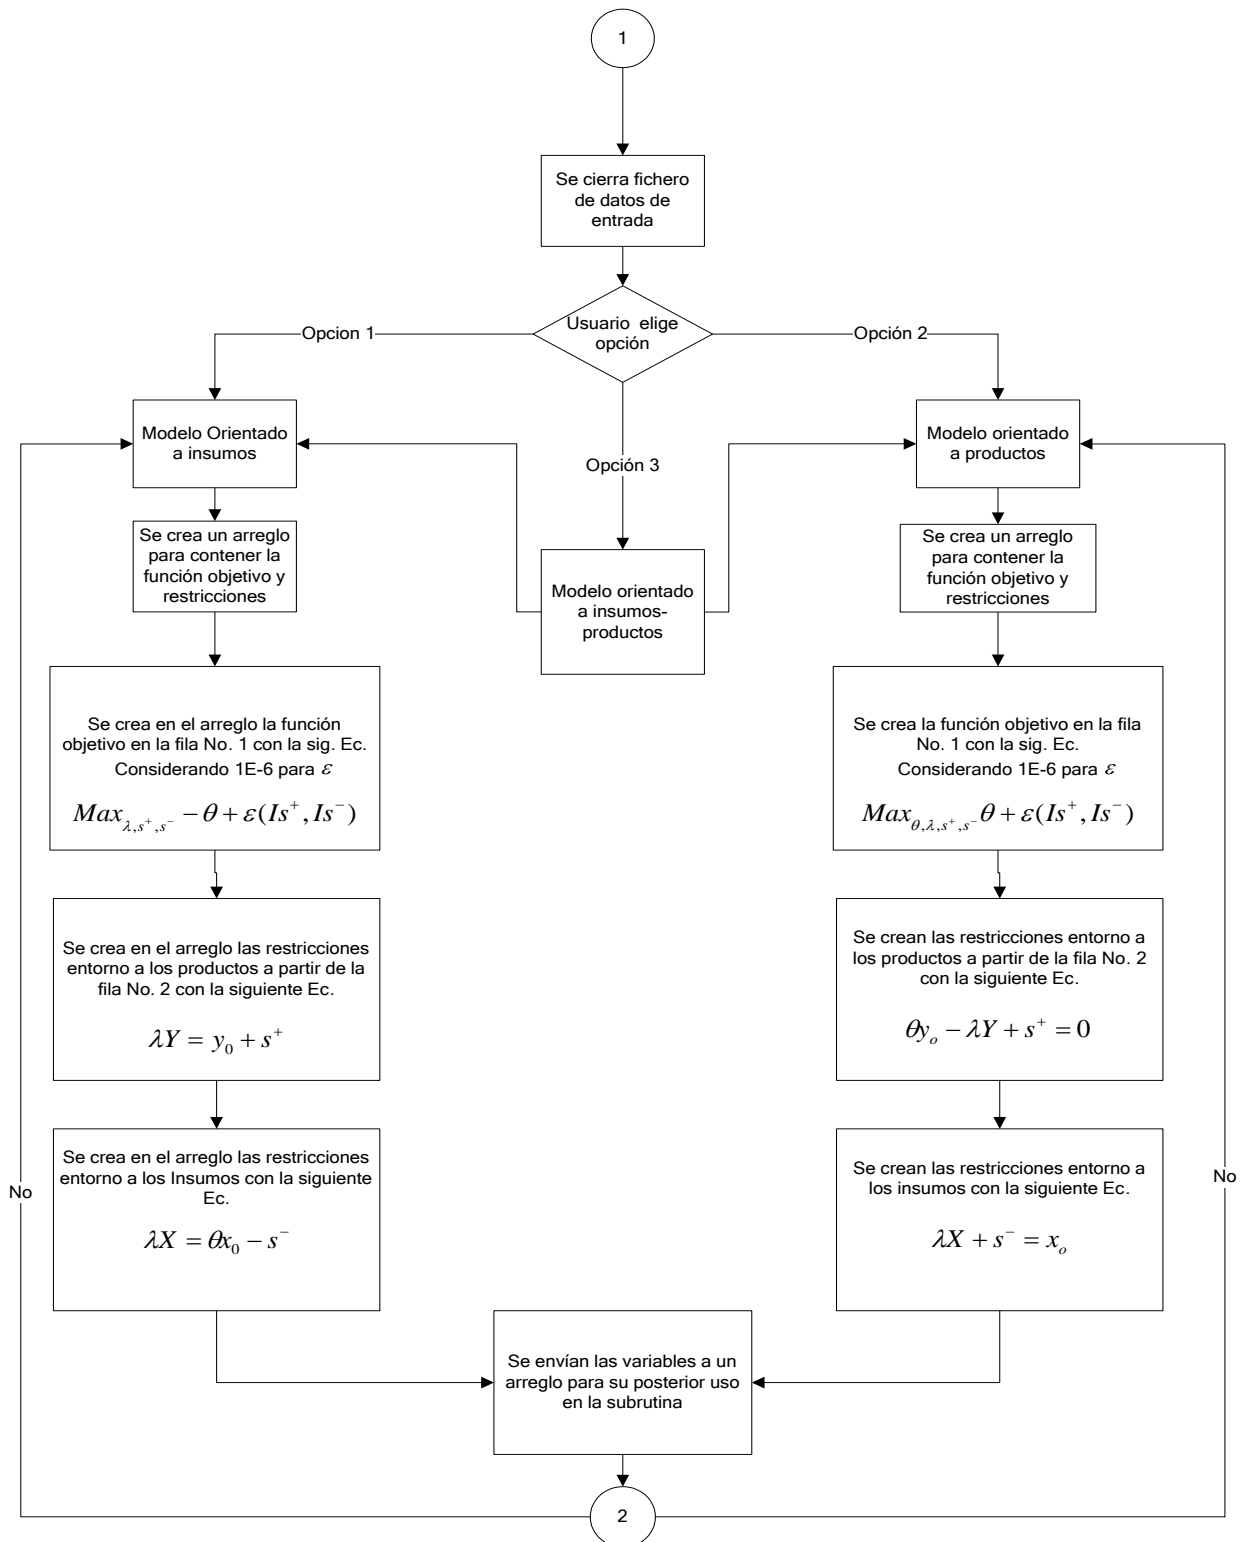 1
Se cierra fichero
de datos de
entrada
Usuario elige
opción
Opcion 1
Opción 2
Opción 3
Modelo Orientado
a insumos
Modelo orientado
a productos
Se crea un arreglo
para contener la
función objetivo y
restricciones
Modelo orientado
a insumos-
productos
Se crea un arreglo
para contener la
función objetivo y
restricciones
Se crea en el arreglo la función
objetivo en la fila No. 1 con la sig. Ec.
Considerando 1E-6 para ε
Max_{λ,s⁺,s⁻} − θ + ε(Is⁺, Is⁻)
Se crea la función objetivo en la fila
No. 1 con la sig. Ec.
Considerando 1E-6 para ε
Max_{θ,λ,s⁺,s⁻} θ + ε(Is⁺, Is⁻)
Se crea en el arreglo las restricciones
entorno a los productos a partir de la
fila No. 2 con la siguiente Ec.
λY = y₀ + s⁺
Se crean las restricciones entorno a
los productos a partir de la fila No. 2
con la siguiente Ec.
θyₒ − λY + s⁺ = 0
Se crea en el arreglo las restricciones
entorno a los Insumos con la siguiente
Ec.
λX = θx₀ − s⁻
Se crean las restricciones entorno a
los insumos con la siguiente Ec.
λX + s⁻ = xₒ
No
No
Se envían las variables a un
arreglo para su posterior uso
en la subrutina
2